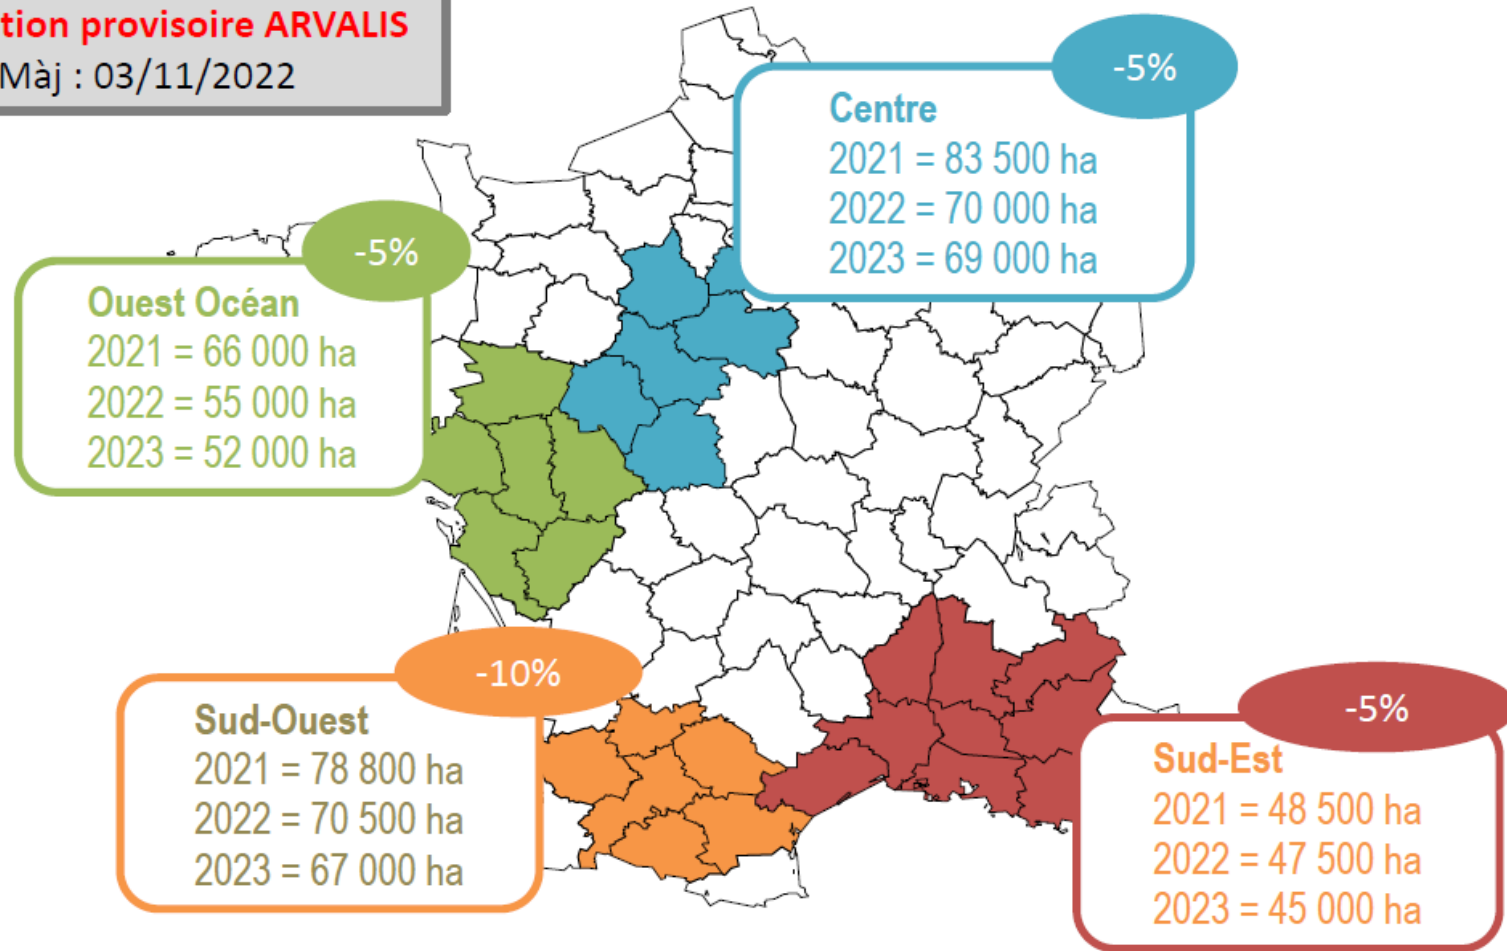 provisoire ARVALIS
Màj : 03/11/2022
-5%
Centre
2021 = 83 500 ha
2022 = 70 000 ha
2023 = 69 000 ha
-5%
Ouest Océan
2021 = 66 000 ha
2022 = 55 000 ha
2023 = 52 000 ha
-10%
Sud-Ouest
2021 = 78 800 ha
2022 = 70 500 ha
2023 = 67 000 ha
-5%
Sud-Est
2021 = 48 500 ha
2022 = 47 500 ha
2023 = 45 000 ha